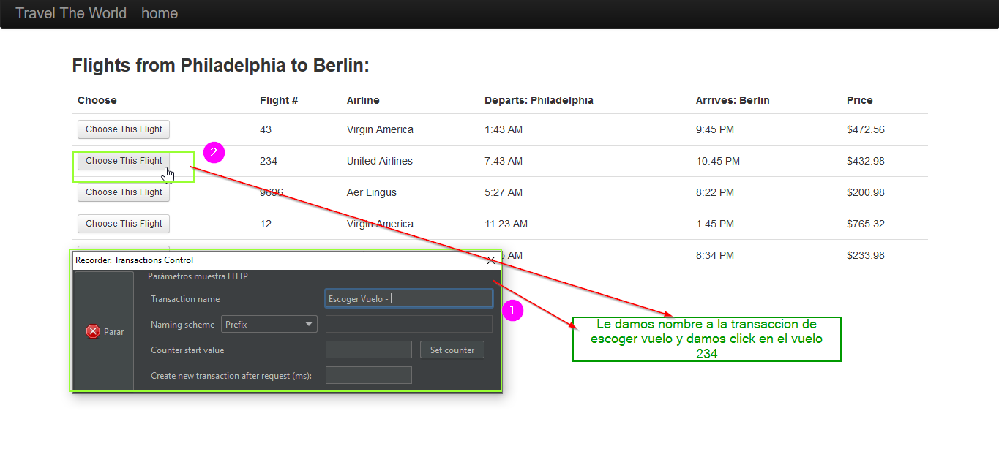 Travel The World home
Flights from Philadelphia to Berlin:
Choose Flight # Airline Departs: Philadelphia Arrives: Berlin Price
Choose This Flight 43 Virgin America 1:43 AM 9:45 PM $472.56
2
Choose This Flight 234 United Airlines 7:43 AM 10:45 PM $432.98
Choose This Flight 9696 Aer Lingus 5:27 AM 8:22 PM $200.98
Choose This Flight 12 Virgin America 11:23 AM 1:45 PM $765.32
AM 8:34 PM $233.98
Recorder: Transactions Control
Parámetros muestra HTTP
Transaction name Escoger Vuelo -
1
Naming scheme Prefix
Parar
Counter start value Set counter
Create new transaction after request (ms):
Le damos nombre a la transaccion de
escoger vuelo y damos click en el vuelo
234